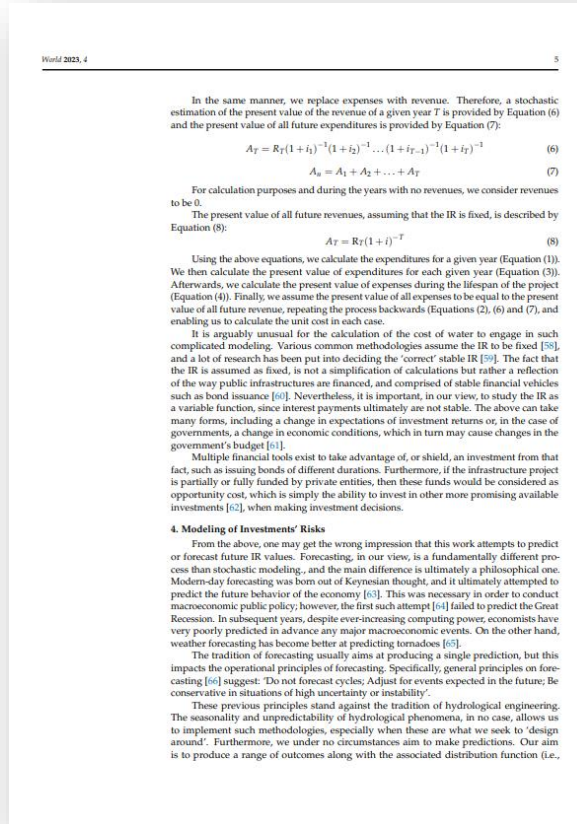 World 2023, 4
5
In the same manner, we replace expenses with revenue. Therefore, a stochastic
estimation of the present value of the revenue of a given year T is provided by Equation (6)
and the present value of all future expenditures is provided by Equation (7):
A_T = R_T(1 + i_1)^{-1}(1 + i_2)^{-1} … (1 + i_{T-1})^{-1}(1 + i_T)^{-1} (6)
A_n = A_1 + A_2 + … + A_T (7)
For calculation purposes and during the years with no revenues, we consider revenues
to be 0.
The present value of all future revenues, assuming that the IR is fixed, is described by
Equation (8):
A_T = R_T(1 + i)^{-T} (8)
Using the above equations, we calculate the expenditures for a given year (Equation (1)).
We then calculate the present value of expenditures for each given year (Equation (3)).
Afterwards, we calculate the present value of expenses during the lifespan of the project
(Equation (4)). Finally, we assume the present value of all expenses to be equal to the present
value of all future revenue, repeating the process backwards (Equations (2), (6) and (7), and
enabling us to calculate the unit cost in each case.
It is arguably unusual for the calculation of the cost of water to engage in such
complicated modeling. Various common methodologies assume the IR to be fixed [58],
and a lot of research has been put into deciding the 'correct' stable IR [59]. The fact that
the IR is assumed as fixed, is not a simplification of calculations but rather a reflection
of the way public infrastructures are financed, and comprised of stable financial vehicles
such as bond issuance [60]. Nevertheless, it is important, in our view, to study the IR as
a variable function, since interest payments ultimately are not stable. The above can take
many forms, including a change in expectations of investment returns or, in the case of
governments, a change in economic conditions, which in turn may cause changes in the
government's budget [61].
Multiple financial tools exist to take advantage of, or shield, an investment from that
fact, such as issuing bonds of different durations. Furthermore, if the infrastructure project
is partially or fully funded by private entities, then these funds would be considered as
opportunity cost, which is simply the ability to invest in other more promising available
investments [62], when making investment decisions.
4. Modeling of Investments' Risks
From the above, one may get the wrong impression that this work attempts to predict
or forecast future IR values. Forecasting, in our view, is a fundamentally different pro-
cess than stochastic modeling., and the main difference is ultimately a philosophical one.
Modern-day forecasting was born out of Keynesian thought, and it ultimately attempted to
predict the future behavior of the economy [63]. This was necessary in order to conduct
macroeconomic public policy; however, the first such attempt [64] failed to predict the Great
Recession. In subsequent years, despite ever-increasing computing power, economists have
very poorly predicted in advance any major macroeconomic events. On the other hand,
weather forecasting has become better at predicting tornadoes [65].
The tradition of forecasting usually aims at producing a single prediction, but this
impacts the operational principles of forecasting. Specifically, general principles on fore-
casting [66] suggest: 'Do not forecast cycles; Adjust for events expected in the future; Be
conservative in situations of high uncertainty or instability'.
These previous principles stand against the tradition of hydrological engineering.
The seasonality and unpredictability of hydrological phenomena, in no case, allows us
to implement such methodologies, especially when these are what we seek to 'design
around'. Furthermore, we under no circumstances aim to make predictions. Our aim
is to produce a range of outcomes along with the associated distribution function (i.e.,